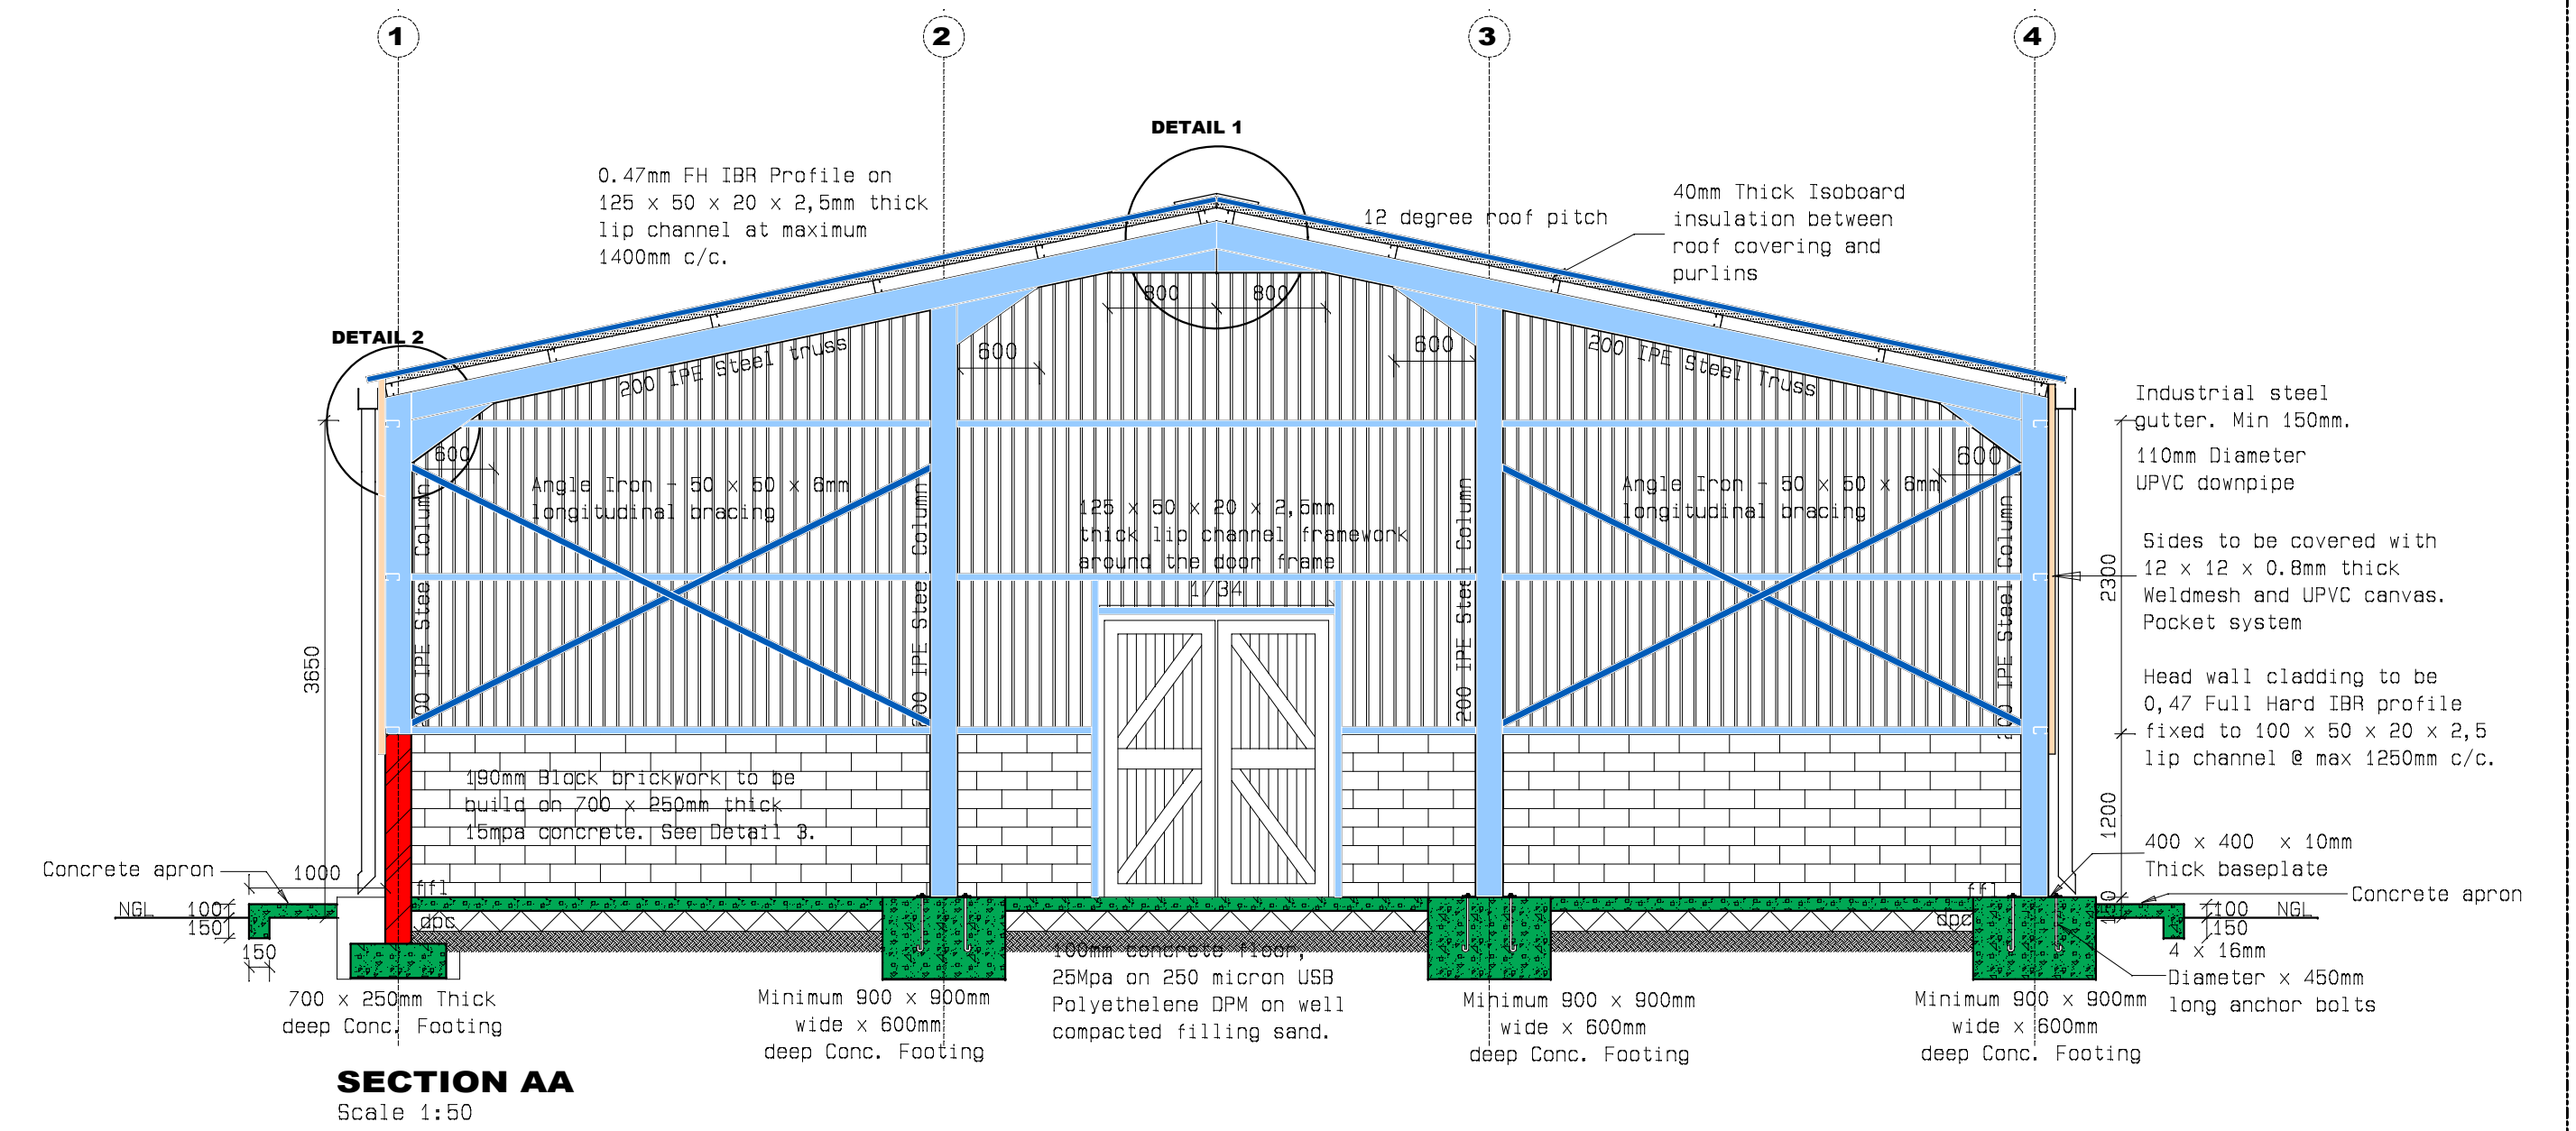 1
2
3
4
DETAIL 1
0.47mm FH IBR Profile on
125 x 50 x 20 x 2,5mm thick
lip channel at maximum
1400mm c/c.
12 degree roof pitch
40mm Thick Isoboard
insulation between
roof covering and
purlins
DETAIL 2
800
800
600
600
200 IPE Steel truss
200 IPE Steel Truss
600
600
Industrial steel
gutter. Min 150mm.
110mm Diameter
UPVC downpipe
Angle Iron - 50 x 50 x 6mm
longitudinal bracing
125 x 50 x 20 x 2,5mm
thick lip channel framework
around the door frame
1734
Angle Iron - 50 x 50 x 6mm
longitudinal bracing
200 IPE Steel Column
200 IPE Steel Column
200 IPE Steel Column
200 IPE Steel Column
Sides to be covered with
12 x 12 x 0.8mm thick
Weldmesh and UPVC canvas.
Pocket system
2300
3650
Head wall cladding to be
0,47 Full Hard IBR profile
fixed to 100 x 50 x 20 x 2,5
lip channel @ max 1250mm c/c.
190mm Block brickwork to be
build on 700 x 250mm thick
15mpa concrete. See Detail 3.
1200
400 x 400 x 10mm
Thick baseplate
Concrete apron
1000
ffl
ffl
Concrete apron
NGL
100
150
150
dpc
dpc
100
150
NGL
4 x 16mm
Diameter x 450mm
long anchor bolts
100mm concrete floor,
25Mpa on 250 micron USB
Polyethelene DPM on well
compacted filling sand.
700 x 250mm Thick
deep Conc. Footing
Minimum 900 x 900mm
wide x 600mm
deep Conc. Footing
Minimum 900 x 900mm
wide x 600mm
deep Conc. Footing
Minimum 900 x 900mm
wide x 600mm
deep Conc. Footing
SECTION AA
Scale 1:50